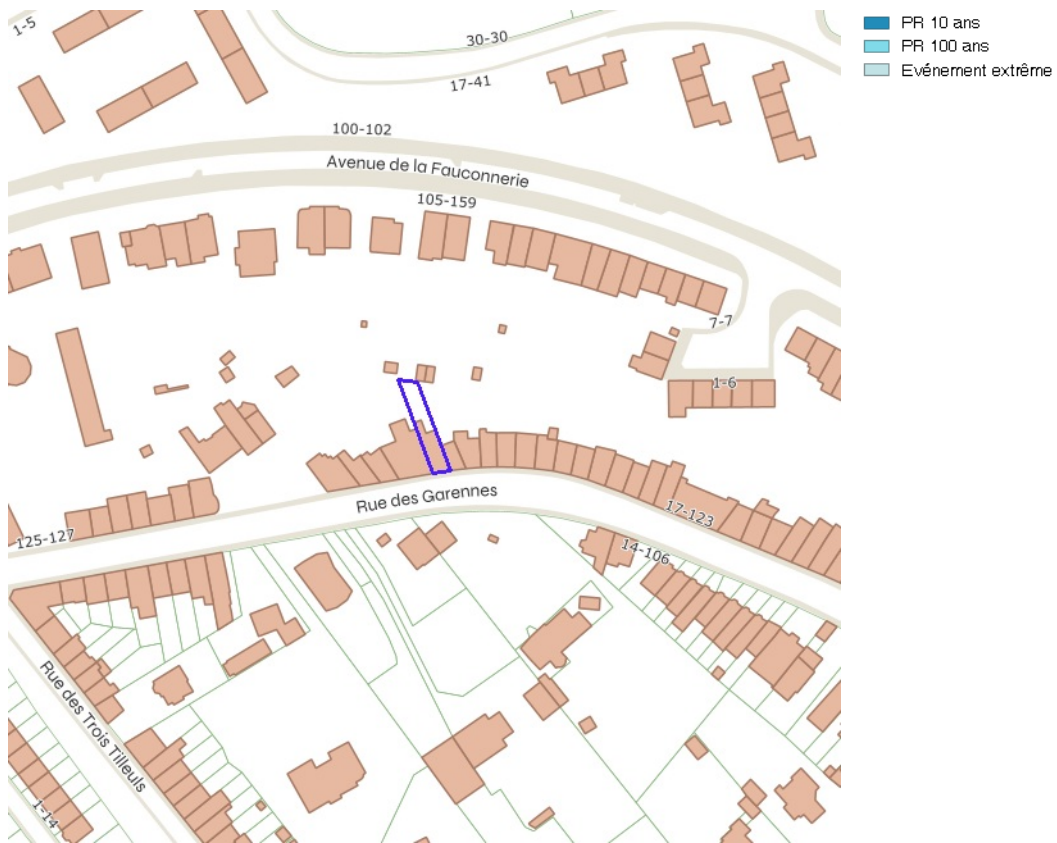 1-5
30-30
17-41
PR 10 ans
PR 100 ans
Evénement extrême
100-102
Avenue de la Fauconnerie
105-159
7-7
1-6
Rue des Garennes
17-123
125-127
14-106
Rue des Trois Tilleuls
1-14